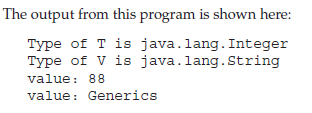 The output from this program is shown here:
Type of T is java.lang.Integer
Type of V is java.lang.String
value: 88
value: Generics